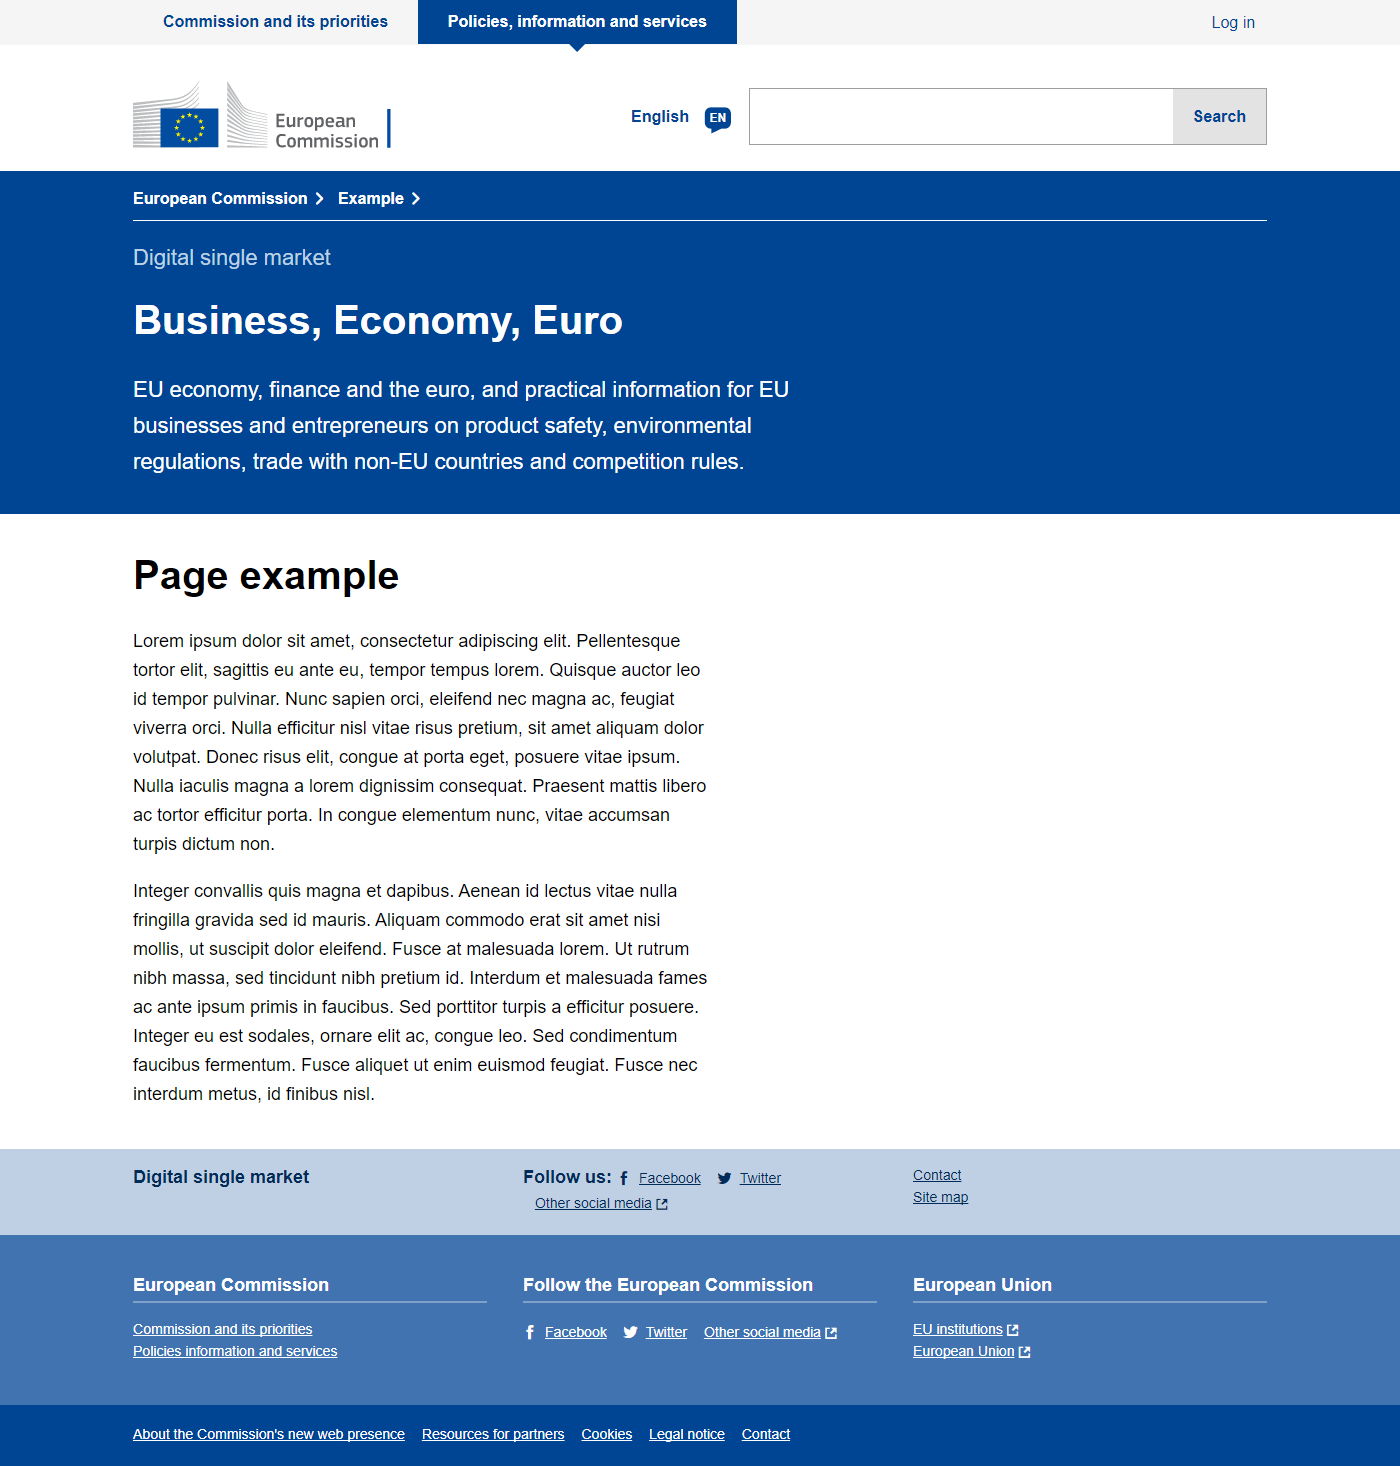 Commission and its priorities
Policies, information and services
Log in
European
Commission
English
EN
Search
European Commission
Example
Digital single market
Business, Economy, Euro
EU economy, finance and the euro, and practical information for EU
businesses and entrepreneurs on product safety, environmental
regulations, trade with non-EU countries and competition rules.
Page example
Lorem ipsum dolor sit amet, consectetur adipiscing elit. Pellentesque
tortor elit, sagittis eu ante eu, tempor tempus lorem. Quisque auctor leo
id tempor pulvinar. Nunc sapien orci, eleifend nec magna ac, feugiat
viverra orci. Nulla efficitur nisl vitae risus pretium, sit amet aliquam dolor
volutpat. Donec risus elit, congue at porta eget, posuere vitae ipsum.
Nulla iaculis magna a lorem dignissim consequat. Praesent mattis libero
ac tortor efficitur porta. In congue elementum nunc, vitae accumsan
turpis dictum non.
Integer convallis quis magna et dapibus. Aenean id lectus vitae nulla
fringilla gravida sed id mauris. Aliquam commodo erat sit amet nisi
mollis, ut suscipit dolor eleifend. Fusce at malesuada lorem. Ut rutrum
nibh massa, sed tincidunt nibh pretium id. Interdum et malesuada fames
ac ante ipsum primis in faucibus. Sed porttitor turpis a efficitur posuere.
Integer eu est sodales, ornare elit ac, congue leo. Sed condimentum
faucibus fermentum. Fusce aliquet ut enim euismod feugiat. Fusce nec
interdum metus, id finibus nisl.
Digital single market
Follow us: Facebook Twitter
Other social media
Contact
Site map
European Commission
Commission and its priorities
Policies information and services
Follow the European Commission
Facebook Twitter Other social media
European Union
EU institutions
European Union
About the Commission's new web presence Resources for partners Cookies Legal notice Contact